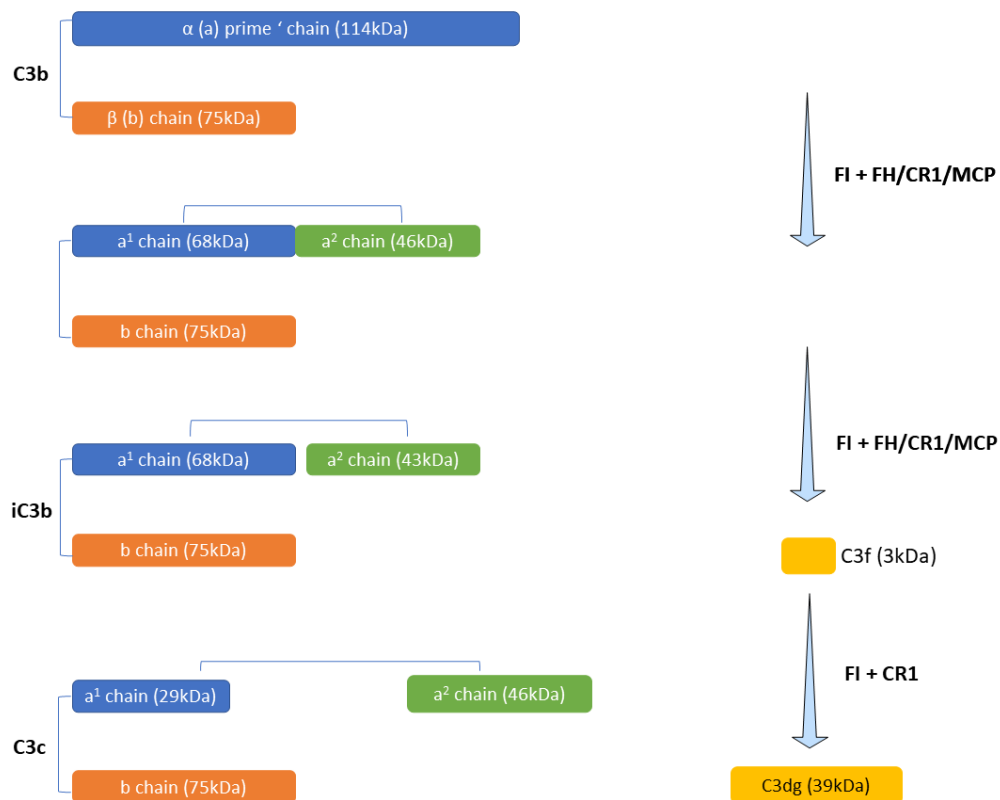 α (a) prime ‘ chain (114kDa)
C3b
β (b) chain (75kDa)
FI + FH/CR1/MCP
a¹ chain (68kDa)
a² chain (46kDa)
b chain (75kDa)
FI + FH/CR1/MCP
a¹ chain (68kDa)
a² chain (43kDa)
iC3b
b chain (75kDa)
C3f (3kDa)
FI + CR1
a¹ chain (29kDa)
a² chain (46kDa)
C3c
b chain (75kDa)
C3dg (39kDa)